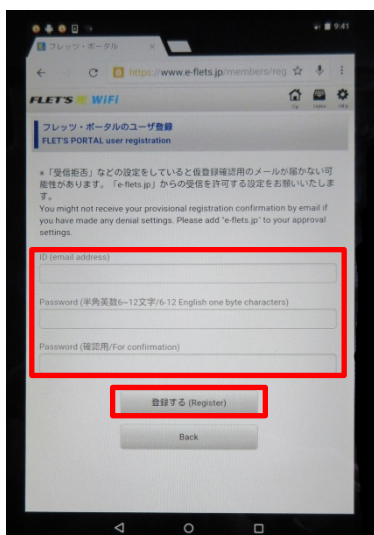 9:41
フレッツ・ポータル ×
https://www.e-flets.jp/members/reg
FLET'S WiFi
フレッツ・ポータルのユーザ登録
FLET'S PORTAL user registration
※「受信拒否」などの設定をしていると仮登録確認用のメールが届かない可
能性があります。「e-flets.jp」からの受信を許可する設定をお願いいたしま
す。
You might not receive your provisional registration confirmation by email if
you have made any denial settings. Please add "e-flets.jp" to your approval
settings.
ID (email address)
Password (半角英数6~12文字/6-12 English one byte characters)
Password (確認用/For confirmation)
登録する (Register)
Back